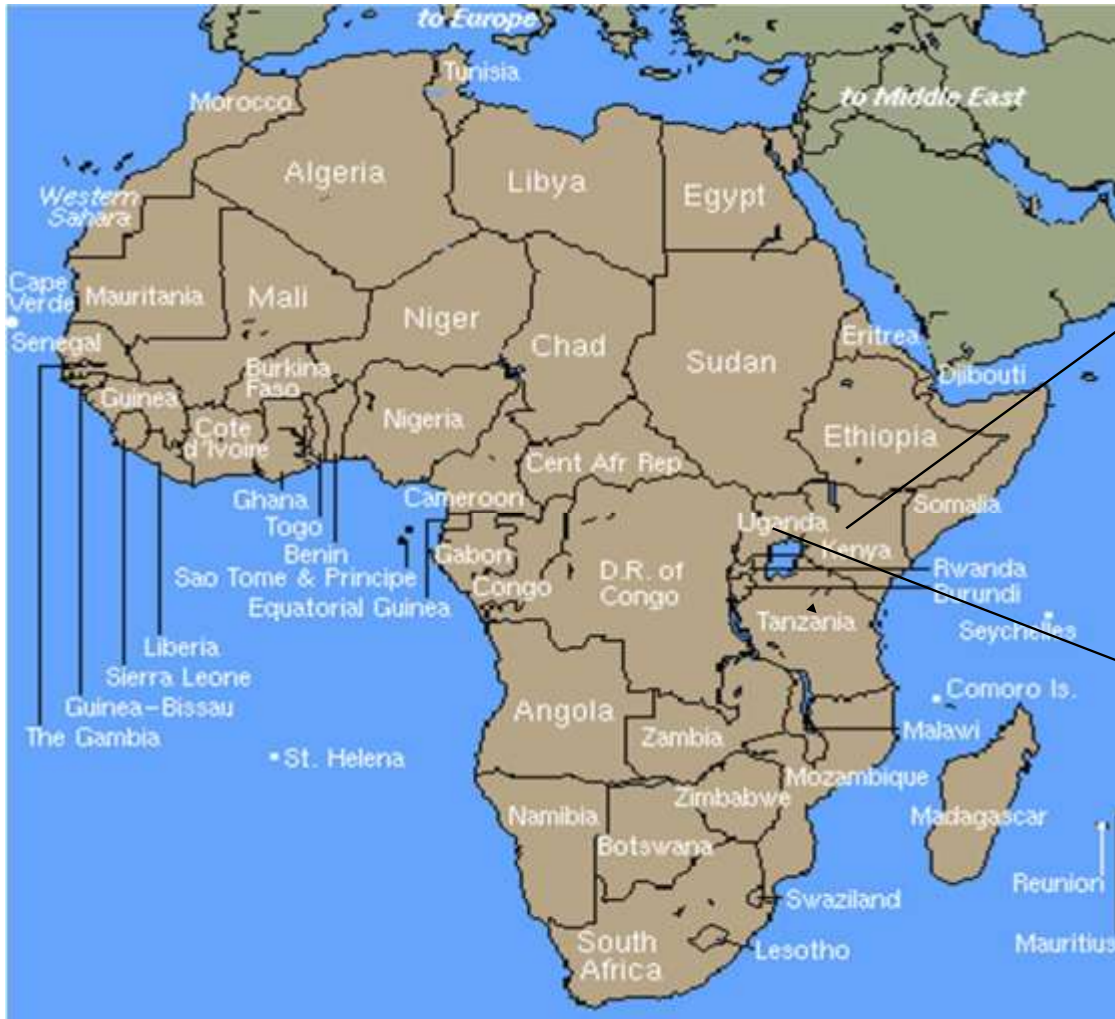 to Europe
Tunisia
Morocco
to Middle East
Algeria
Libya
Egypt
Western
Sahara
Cape
Verde
Mauritania
Mali
Niger
Chad
Sudan
Eritrea
Senegal
Burkina
Faso
Djibouti
Guinea
Nigeria
Cote
d'Ivoire
Ethiopia
Cent Afr Rep
Ghana
Cameroon
Somalia
Togo
Uganda
Benin
Gabon
Kenya
Sao Tome & Principe
Congo
D.R. of
Congo
Rwanda
Equatorial Guinea
Burundi
Tanzania
Seychelles
Liberia
Sierra Leone
Guinea-Bissau
The Gambia
Comoro Is.
Angola
Zambia
Malawi
St. Helena
Mozambique
Zimbabwe
Namibia
Madagascar
Botswana
Reunion
Swaziland
South
Africa
Lesotho
Mauritius